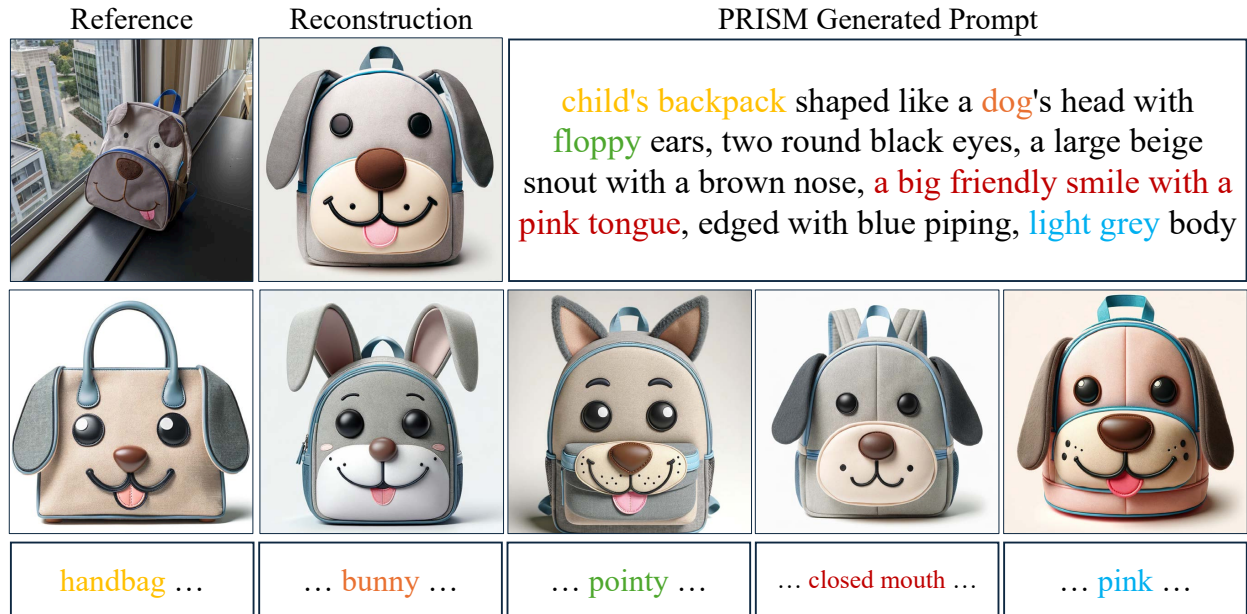 Reference
Reconstruction
PRISM Generated Prompt
child's backpack shaped like a dog's head with
floppy ears, two round black eyes, a large beige
snout with a brown nose, a big friendly smile with a
pink tongue, edged with blue piping, light grey body
handbag …
… bunny …
… pointy …
… closed mouth …
… pink …